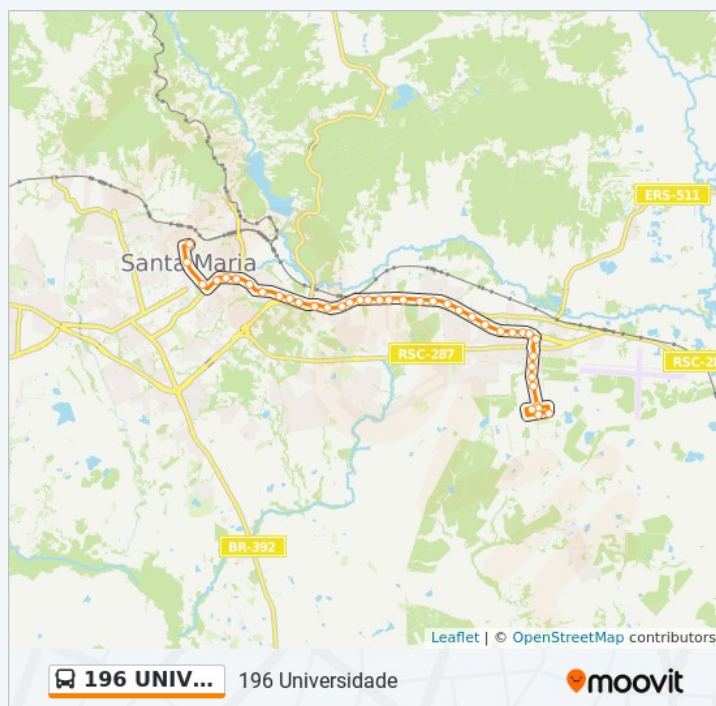 ERS-511
Santa Maria
RSC-287
RSC-28
BR-392
Leaflet | © OpenStreetMap contributors
196 UNIV...
196 Universidade
moovit